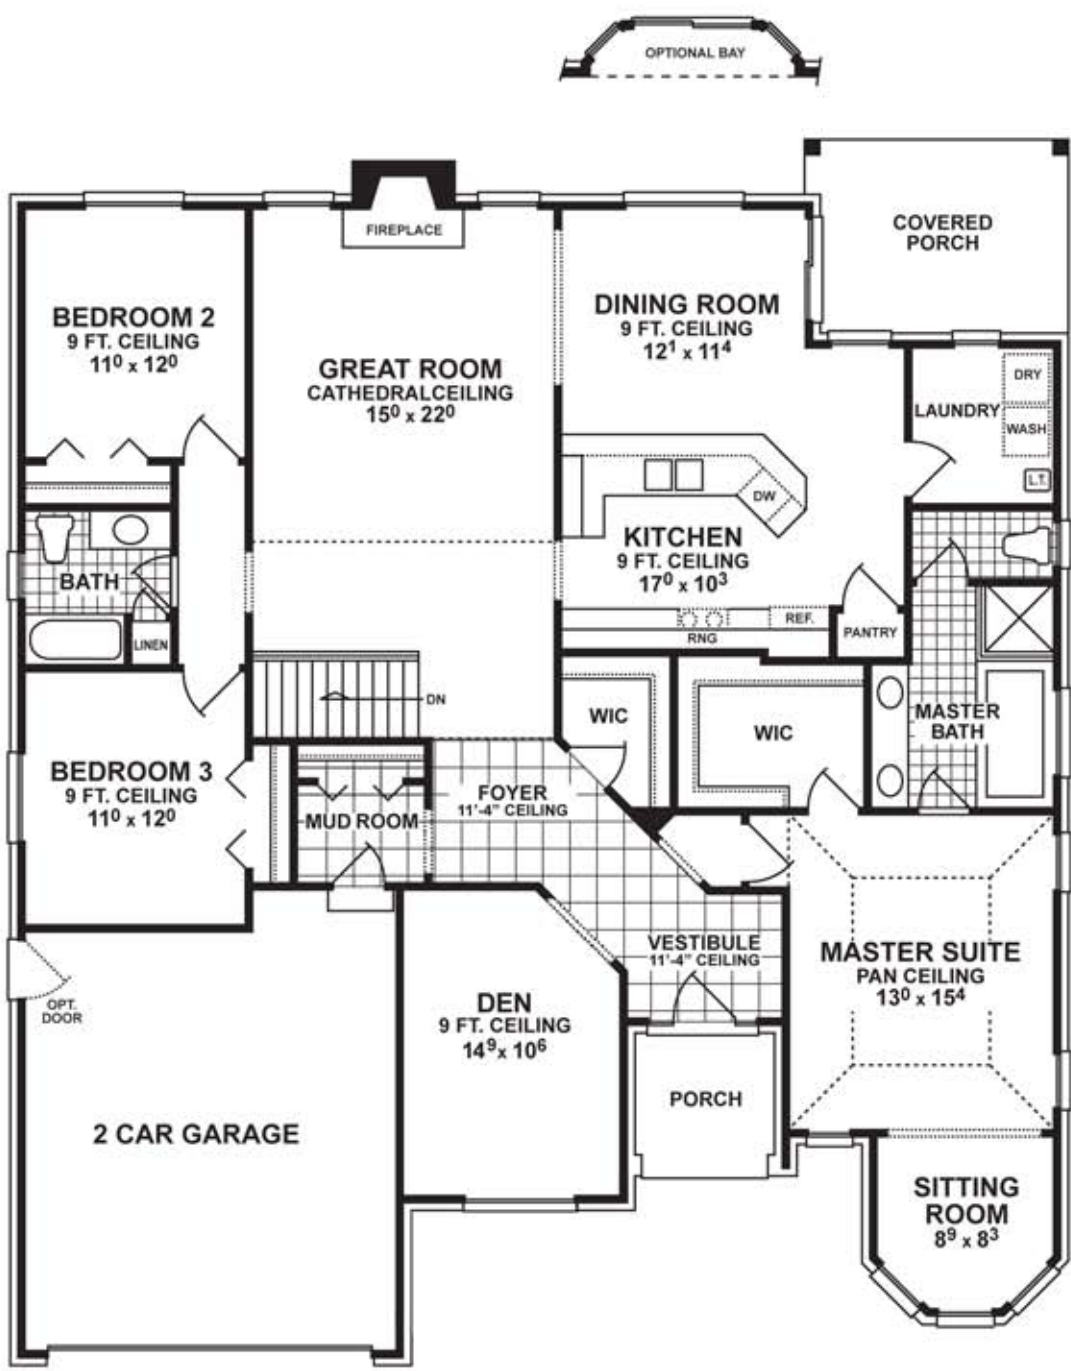 OPTIONAL BAY
COVERED
PORCH
FIREPLACE
BEDROOM 2
9 FT. CEILING
11⁰ x 12⁰
GREAT ROOM
CATHEDRALCEILING
15⁰ x 22⁰
DINING ROOM
9 FT. CEILING
12¹ x 11⁴
DRY
LAUNDRY
WASH
L.T.
DW
KITCHEN
9 FT. CEILING
17⁰ x 10³
BATH
LINEN
REF.
RNG
PANTRY
DN
WIC
WIC
MASTER
BATH
BEDROOM 3
9 FT. CEILING
11⁰ x 12⁰
FOYER
11'-4" CEILING
MUD ROOM
VESTIBULE
11'-4" CEILING
MASTER SUITE
PAN CEILING
13⁰ x 15⁴
OPT.
DOOR
DEN
9 FT. CEILING
14⁹ x 10⁶
PORCH
2 CAR GARAGE
SITTING
ROOM
8⁹ x 8³